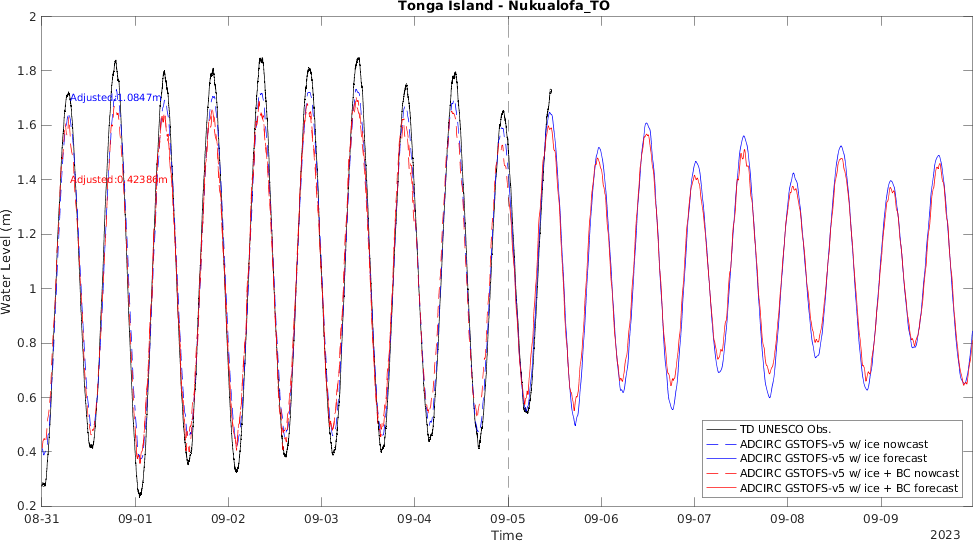 Tonga Island - Nukualofa_TO
2
1.8
1.6
1.4
1.2
1
0.8
0.6
0.4
0.2
Water Level (m)
Adjusted:1.0847m
Adjusted:0.42386m
08-31 09-01 09-02 09-03 09-04 09-05 09-06 09-07 09-08 09-09
Time
2023
TD UNESCO Obs.
ADCIRC GSTOFS-v5 w/ ice nowcast
ADCIRC GSTOFS-v5 w/ ice forecast
ADCIRC GSTOFS-v5 w/ ice + BC nowcast
ADCIRC GSTOFS-v5 w/ ice + BC forecast